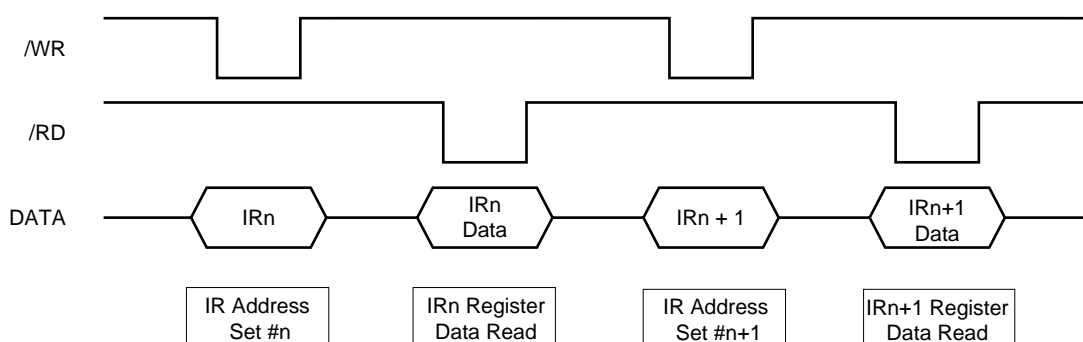 /WR
/RD
DATA
IRn
IRn
Data
IRn + 1
IRn+1
Data
IR Address
Set #n
IRn Register
Data Read
IR Address
Set #n+1
IRn+1 Register
Data Read